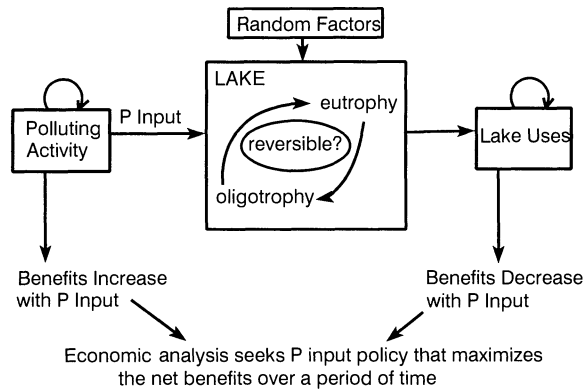 Random Factors
LAKE
eutrophy
P Input
Polluting
Activity
reversible?
Lake Uses
oligotrophy
Benefits Increase
with P Input
Benefits Decrease
with P Input
Economic analysis seeks P input policy that maximizes
the net benefits over a period of time